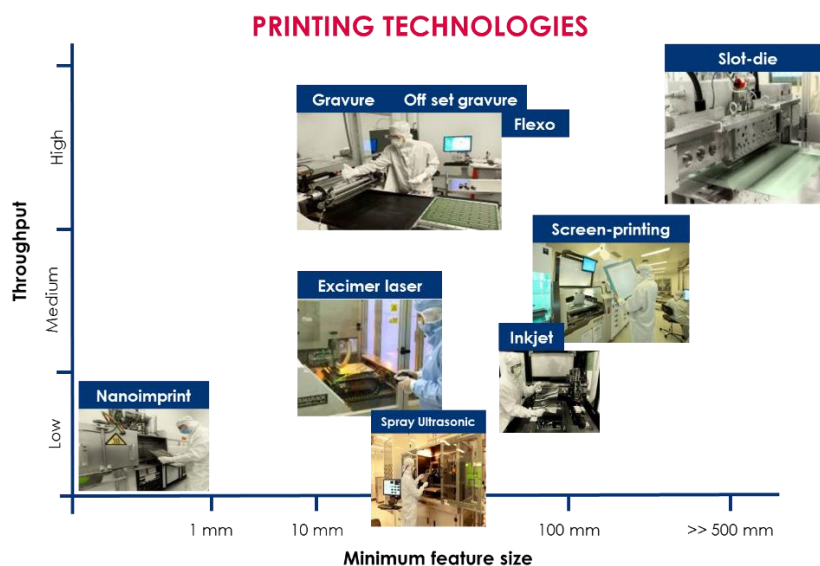 PRINTING TECHNOLOGIES
Slot-die
Gravure
Off set gravure
Flexo
High
Screen-printing
Throughput
Medium
Excimer laser
Inkjet
Nanoimprint
Spray Ultrasonic
Low
1 mm
10 mm
100 mm
>> 500 mm
Minimum feature size